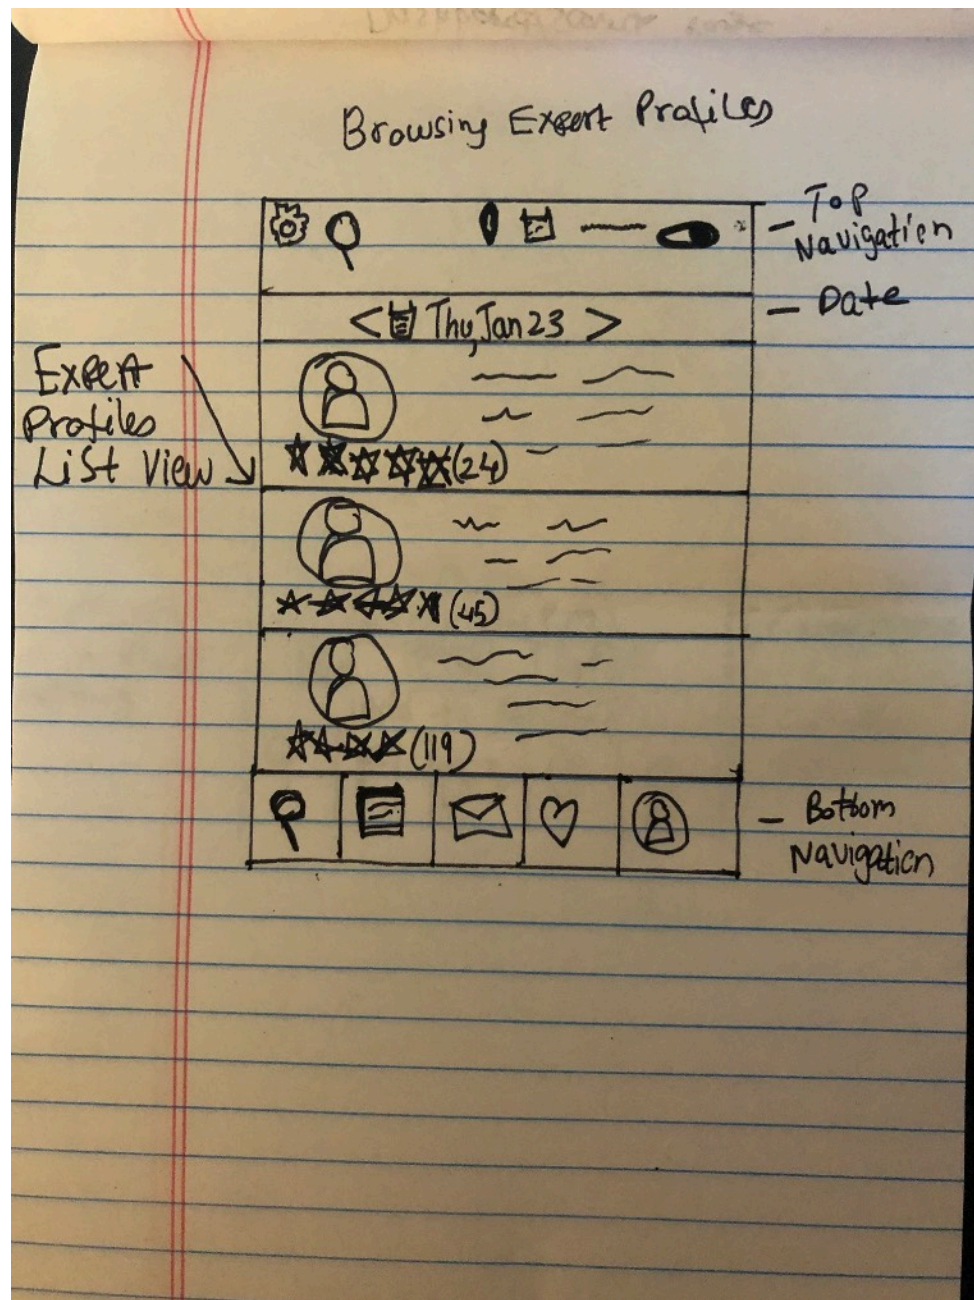 Browsing Expert Profiles
Top
Navigation
Date
< Thu, Jan 23 >
Expert
Profiles
List View
(24)
(45)
(119)
Bottom
Navigation